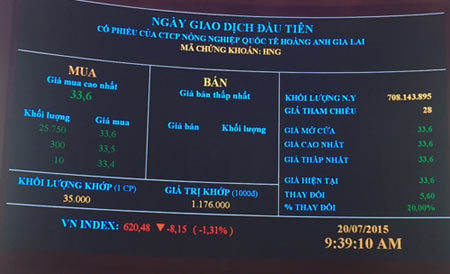 NGÀY GIAO DỊCH ĐẦU TIÊN
CỔ PHIẾU CỦA CTCP NÔNG NGHIỆP QUỐC TẾ HOÀNG ANH GIA LAI
MÃ CHỨNG KHOÁN: HNG
MUA
Giá mua cao nhất
33,6
Khối lượng Giá mua
25.750 33,6
300 33,5
10 33,4
BÁN
Giá bán thấp nhất
Giá bán Khối lượng
KHỐI LƯỢNG N.Y 708.143.895
GIÁ THAM CHIẾU 28
GIÁ MỞ CỬA 33,6
GIÁ CAO NHẤT 33,6
GIÁ THẤP NHẤT 33,6
GIÁ HIỆN TẠI 33,6
THAY ĐỔI 5,60
% THAY ĐỔI 20,00%
KHỐI LƯỢNG KHỚP (1 CP) GIÁ TRỊ KHỚP (1000đ)
35.000 1.176.000
VN INDEX: 620,48 ▼ -8,15 (-1,31%)
20/07/2015
9:39:10 AM